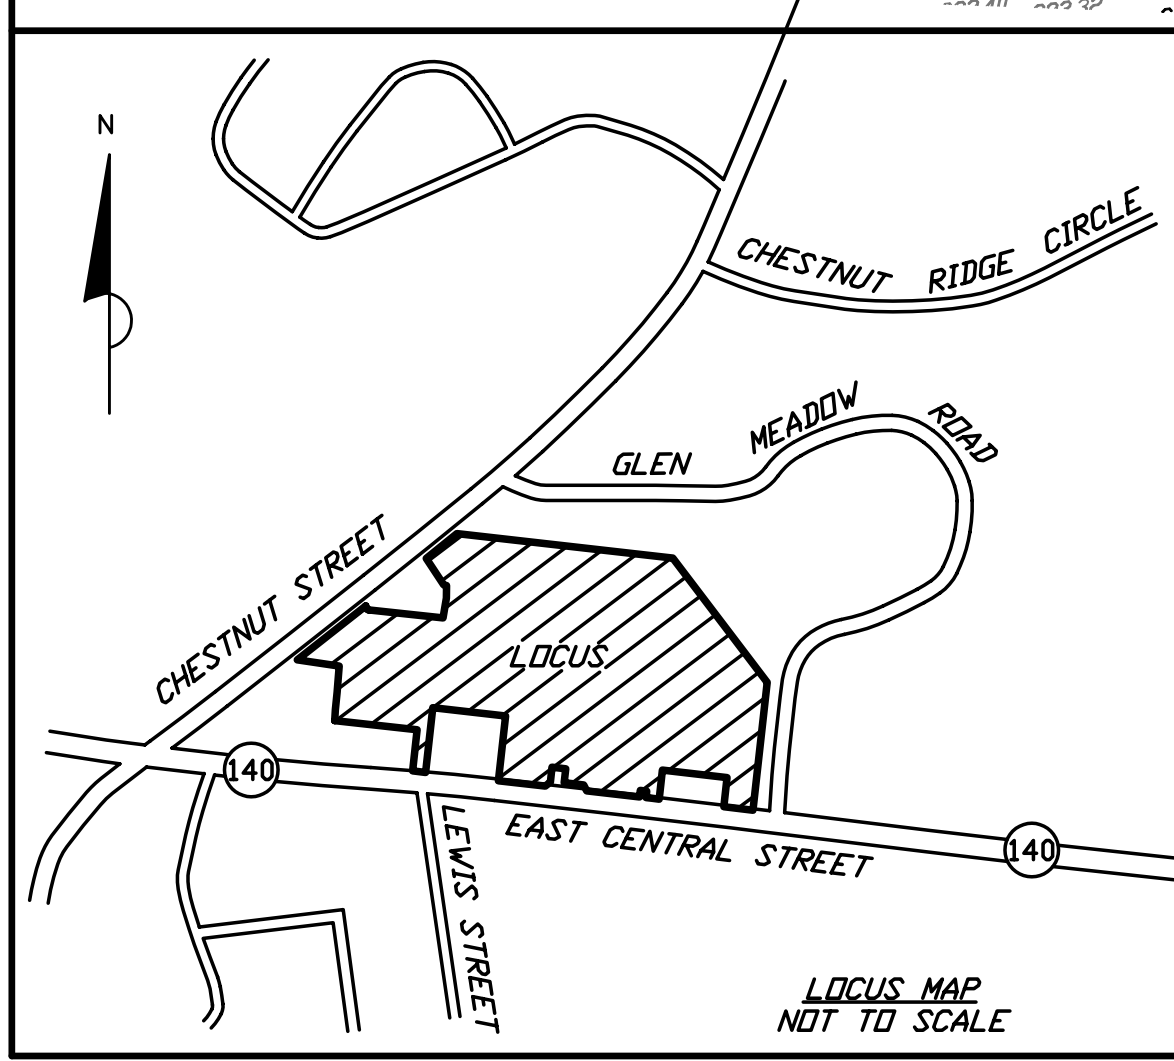 N
CHESTNUT RIDGE CIRCLE
GLEN MEADOW ROAD
CHESTNUT STREET
LOCUS
140
EAST CENTRAL STREET
140
LEWIS STREET
LOCUS MAP
NOT TO SCALE